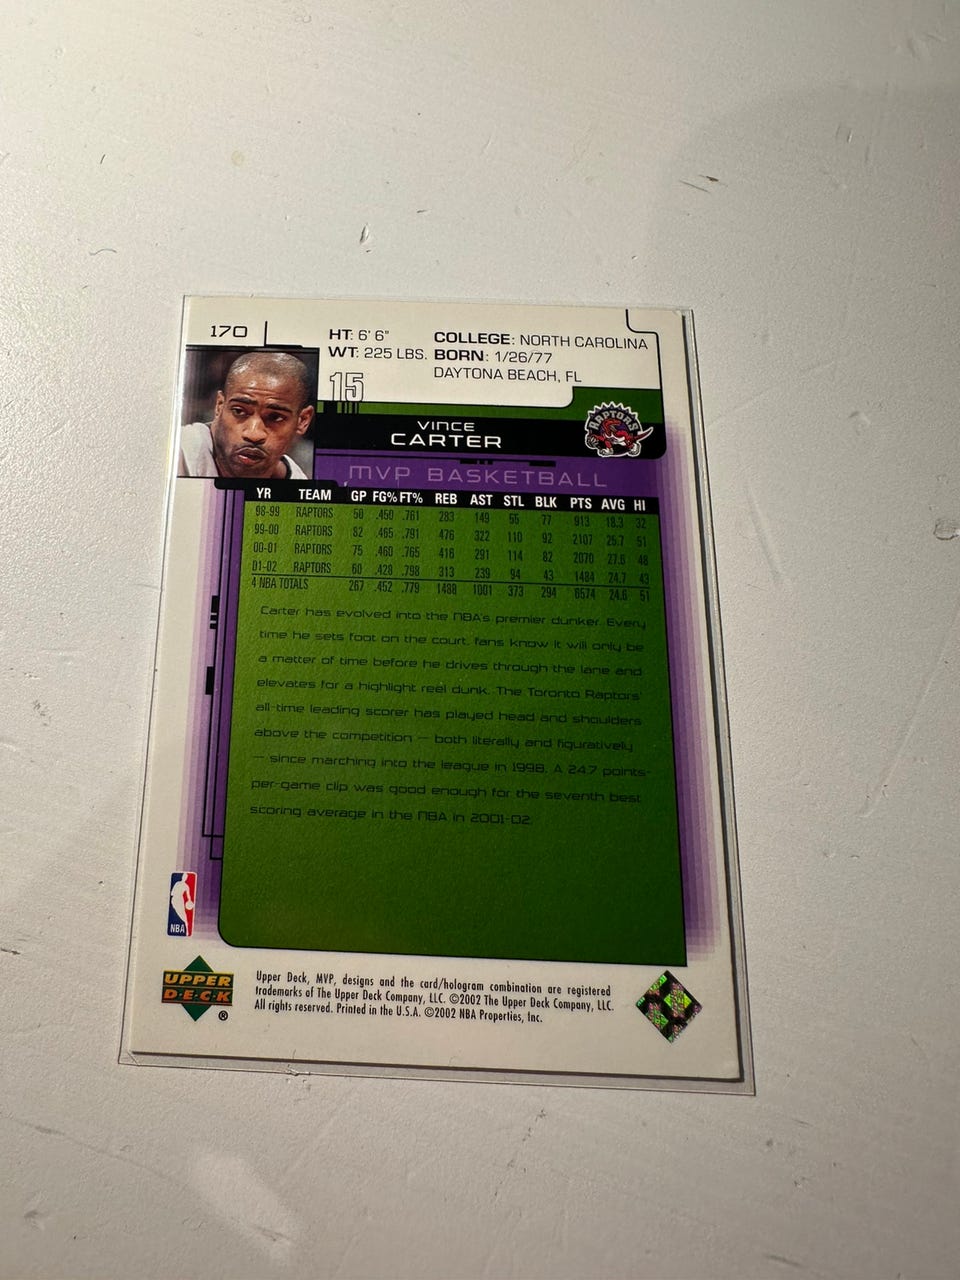 170
HT: 6' 6"
WT: 225 LBS.
COLLEGE: NORTH CAROLINA
BORN: 1/26/77
DAYTONA BEACH, FL
15
VINCE
CARTER
RAPTORS
MVP BASKETBALL
YR TEAM GP FG% FT% REB AST STL BLK PTS AVG HI
98-99 RAPTORS 50 .450 .761 283 149 55 77 913 18.3 32
99-00 RAPTORS 82 .465 .791 476 322 110 92 2107 25.7 51
00-01 RAPTORS 75 .460 .765 416 291 114 82 2070 27.6 48
01-02 RAPTORS 60 .428 .798 313 239 94 43 1484 24.7 43
4 NBA TOTALS 267 .452 .779 1488 1001 373 294 6574 24.6 51
Carter has evolved into the NBA's premier dunker. Every
time he sets foot on the court, fans know it will only be
a matter of time before he drives through the lane and
elevates for a highlight reel dunk. The Toronto Raptors'
all-time leading scorer has played head and shoulders
above the competition — both literally and figuratively
— since marching into the league in 1998. A 24.7 points-
per-game clip was good enough for the seventh best
scoring average in the NBA in 2001-02.
NBA
UPPER
D·E·C·K
®
Upper Deck, MVP, designs and the card/hologram combination are registered
trademarks of The Upper Deck Company, LLC. ©2002 The Upper Deck Company, LLC.
All rights reserved. Printed in the U.S.A. ©2002 NBA Properties, Inc.